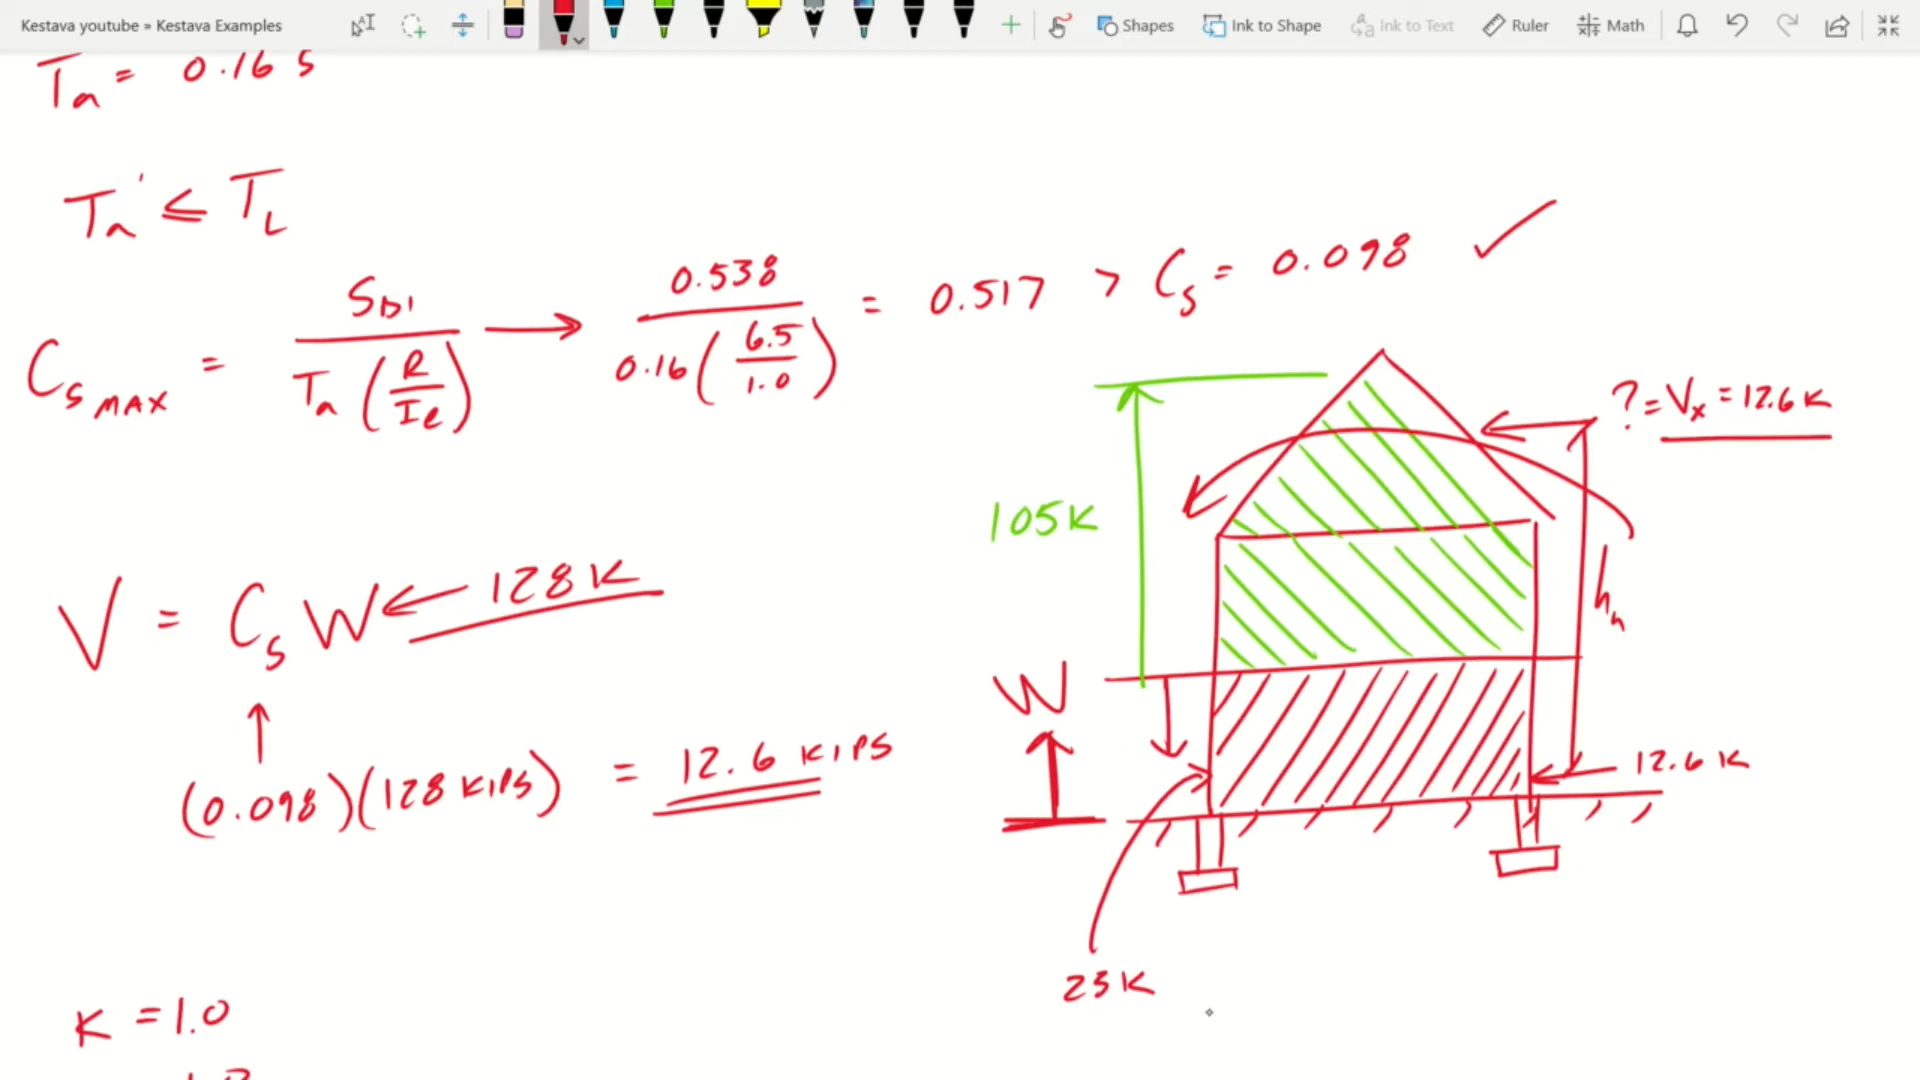 Kestava youtube » Kestava Examples
Shapes
Ink to Shape
Ink to Text
Ruler
Math
Ta = 0.16 s
Ta ≤ TL
Cs MAX = SD1 / Ta (R / Ie) → 0.538 / 0.16 (6.5 / 1.0) = 0.517 > Cs = 0.098 ✓
V = Cs W ← 128 K
(0.098)(128 KIPS) = 12.6 KIPS
K = 1.0
? = Vx = 12.6 K
105 K
hn
W
12.6 K
23 K